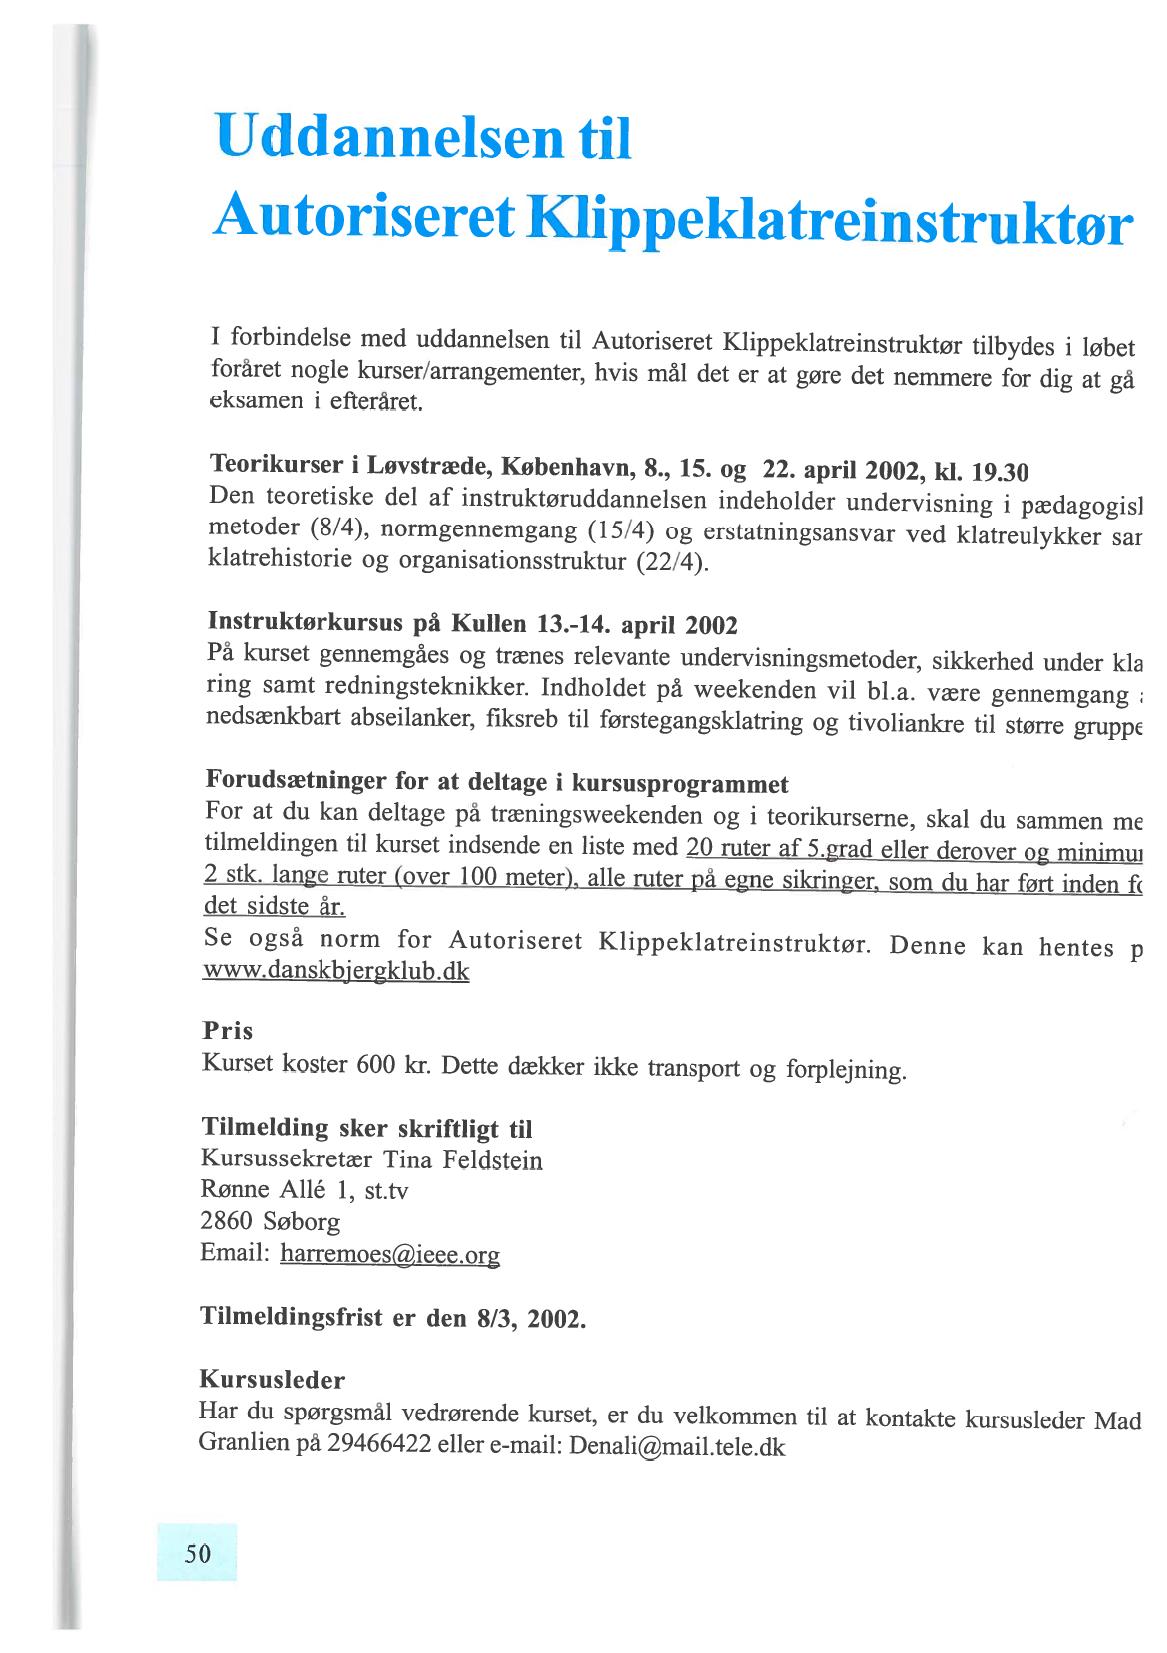 Uddannelsen til
Autoriseret Klippeklatreinstruktør
I forbindelse med uddannelsen til Autoriseret Klippeklatreinstruktør tilbydes i løbet
foråret nogle kurser/arrangementer, hvis mål det er at gøre det nemmere for dig at gå
eksamen i efteråret.
Teorikurser i Løvstræde, København, 8., 15. og 22. april 2002, kl. 19.30
Den teoretiske del af instruktøruddannelsen indeholder undervisning i
metoder (8/4), normgennemgang (15/4) og erstatningsansvar ved klatreulykker
klatrehistorie og organisationsstruktur (22/4).
Instruktørkursus på Kullen 13.-14. april 2002
På kurset gennemgåes og trænes relevante undervisningsmetoder, sikkerhed under kla
ring samt redningsteknikker. Indholdet på weekenden vil bl.a. være gennemgang
nedsænkbart abseilanker, fiksreb til førstegangsklatring og tivoliankre til større
Forudsætninger for at deltage i kursusprogrammet
For at du kan deltage på træningsweekenden og i teorikurserne, skal du sammen
tilmeldingen til kurset indsende en liste med 20 ruter af 5.grad eller derover og
2 stk. lange ruter (over 100 meter), alle ruter på egne sikringer, som du har ført inden
det sidste år.
Se også norm for Autoriseret Klippeklatreinstruktør. Denne kan hentes p
www.danskbjergklub.dk
Pris
Kurset koster 600 kr. Dette dækker ikke transport og forplejning.
Tilmelding sker skriftligt til
Kursussekretær Tina Feldstein
Rønne Allé 1, st.tv
2860 Søborg
Email: harremoes@ieee.org
Tilmeldingsfrist er den 8/3, 2002.
Kursusleder
Har du spørgsmål vedrørende kurset, er du velkommen til at kontakte kursusleder Mad
Granlien på 29466422 eller e-mail: Denali@mail.tele.dk
50